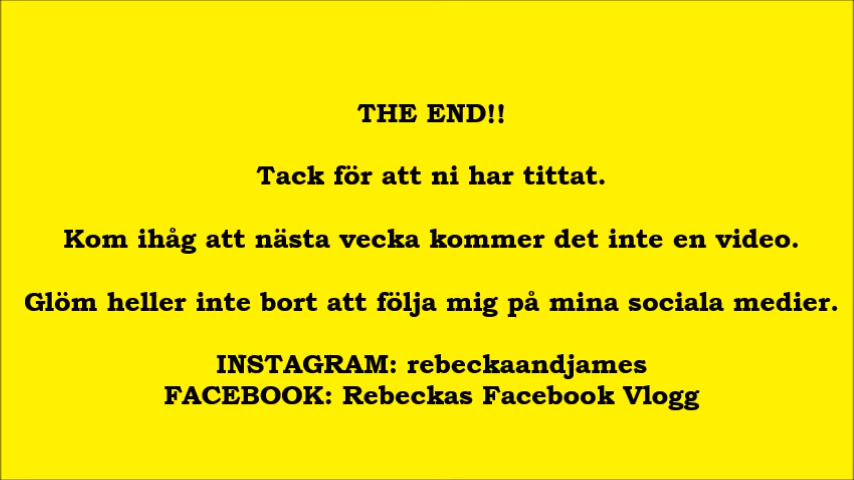 THE END!!
Tack för att ni har tittat.
Kom ihåg att nästa vecka kommer det inte en video.
Glöm heller inte bort att följa mig på mina sociala medier.
INSTAGRAM: rebeckaandjames
FACEBOOK: Rebeckas Facebook Vlogg